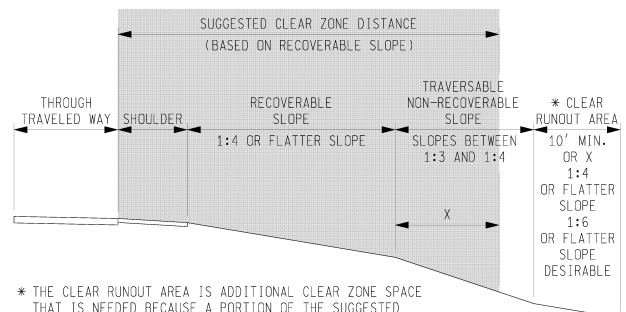 SUGGESTED CLEAR ZONE DISTANCE
(BASED ON RECOVERABLE SLOPE)
THROUGH
TRAVELED WAY
SHOULDER
RECOVERABLE
SLOPE
1:4 OR FLATTER SLOPE
TRAVERSABLE
NON-RECOVERABLE
SLOPE
SLOPES BETWEEN
1:3 AND 1:4
X
* CLEAR
RUNOUT AREA
10' MIN.
OR X
1:4
OR FLATTER
SLOPE
1:6
OR FLATTER
SLOPE
DESIRABLE
* THE CLEAR RUNOUT AREA IS ADDITIONAL CLEAR ZONE SPACE
THAT IS NEEDED BECAUSE A PORTION OF THE SUGGESTED